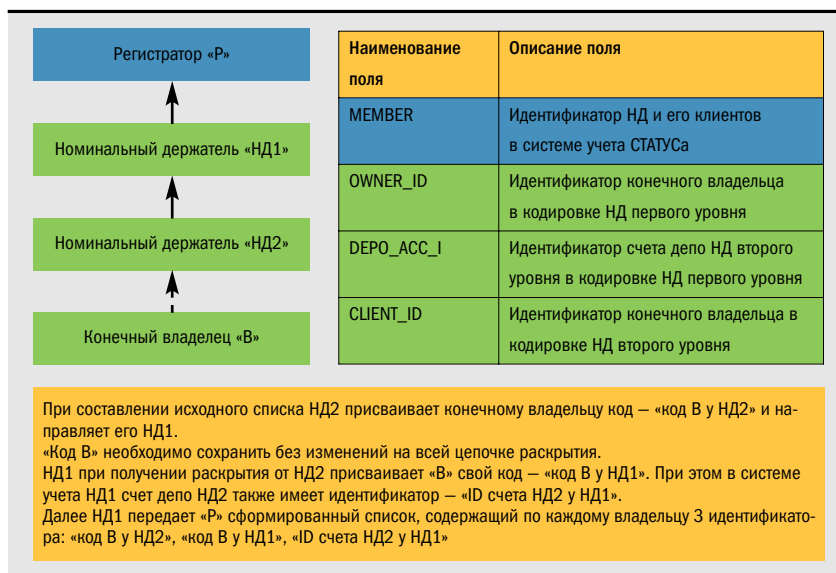 Регистратор «Р»
Номинальный держатель «НД1»
Номинальный держатель «НД2»
Конечный владелец «В»
Наименование
поля
Описание поля
MEMBER
Идентификатор НД и его клиентов
в системе учета СТАТУСа
OWNER_ID
Идентификатор конечного владельца
в кодировке НД первого уровня
DEPO_ACC_I
Идентификатор счета депо НД второго
уровня в кодировке НД первого уровня
CLIENT_ID
Идентификатор конечного владельца в
кодировке НД второго уровня
При составлении исходного списка НД2 присваивает конечному владельцу код – «код В у НД2» и на-
правляет его НД1.
«Код В» необходимо сохранить без изменений на всей цепочке раскрытия.
НД1 при получении раскрытия от НД2 присваивает «В» свой код – «код В у НД1». При этом в системе
учета НД1 счет депо НД2 также имеет идентификатор – «ID счета НД2 у НД1».
Далее НД1 передает «Р» сформированный список, содержащий по каждому владельцу 3 идентификато-
ра: «код В у НД2», «код В у НД1», «ID счета НД2 у НД1»